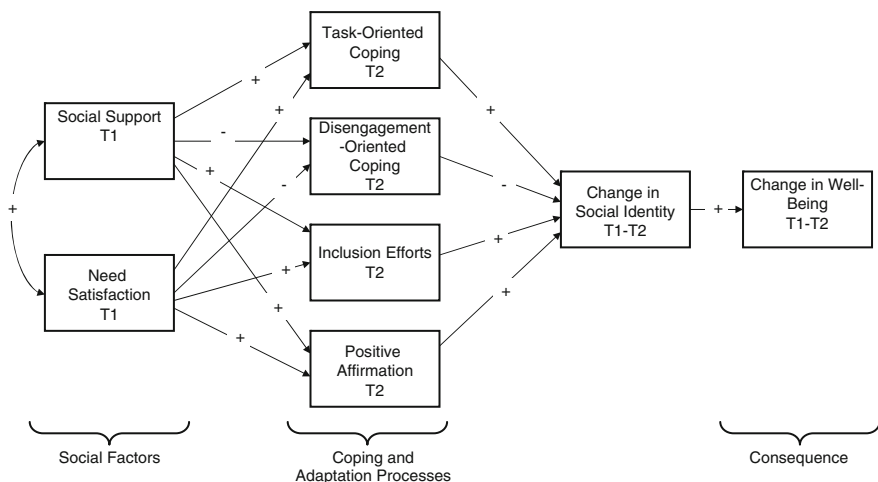 Task-Oriented
Coping
T2
Social Support
T1
Disengagement
-Oriented
Coping
T2
Need
Satisfaction
T1
Inclusion Efforts
T2
Positive
Affirmation
T2
Change in
Social Identity
T1-T2
Change in Well-
Being
T1-T2
+
+
+
-
+
-
+
+
+
+
-
+
+
+
Social Factors
Coping and
Adaptation Processes
Consequence